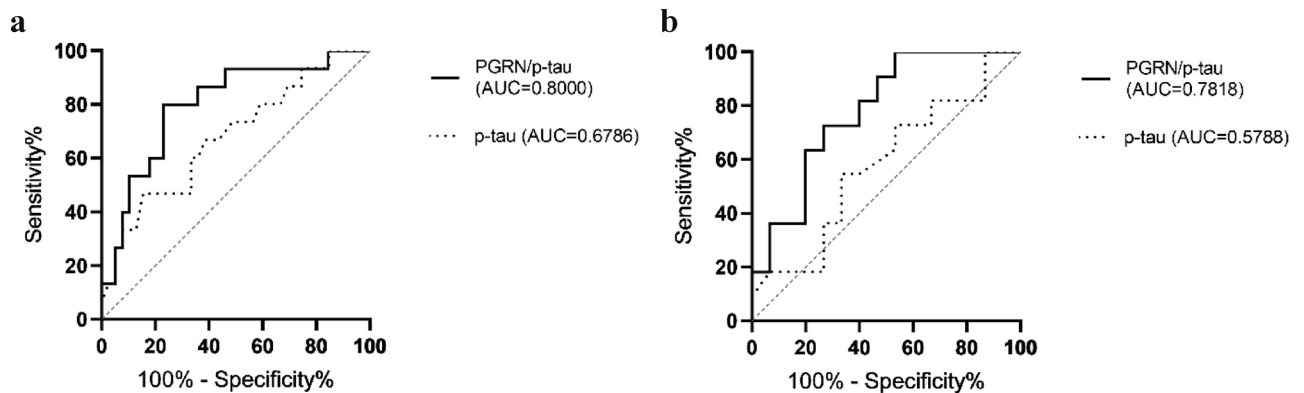 a
100
80
60
40
20
0
Sensitivity%
0 20 40 60 80 100
100% - Specificity%
PGRN/p-tau
(AUC=0.8000)
p-tau (AUC=0.6786)
b
100
80
60
40
20
0
Sensitivity%
0 20 40 60 80 100
100% - Specificity%
PGRN/p-tau
(AUC=0.7818)
p-tau (AUC=0.5788)